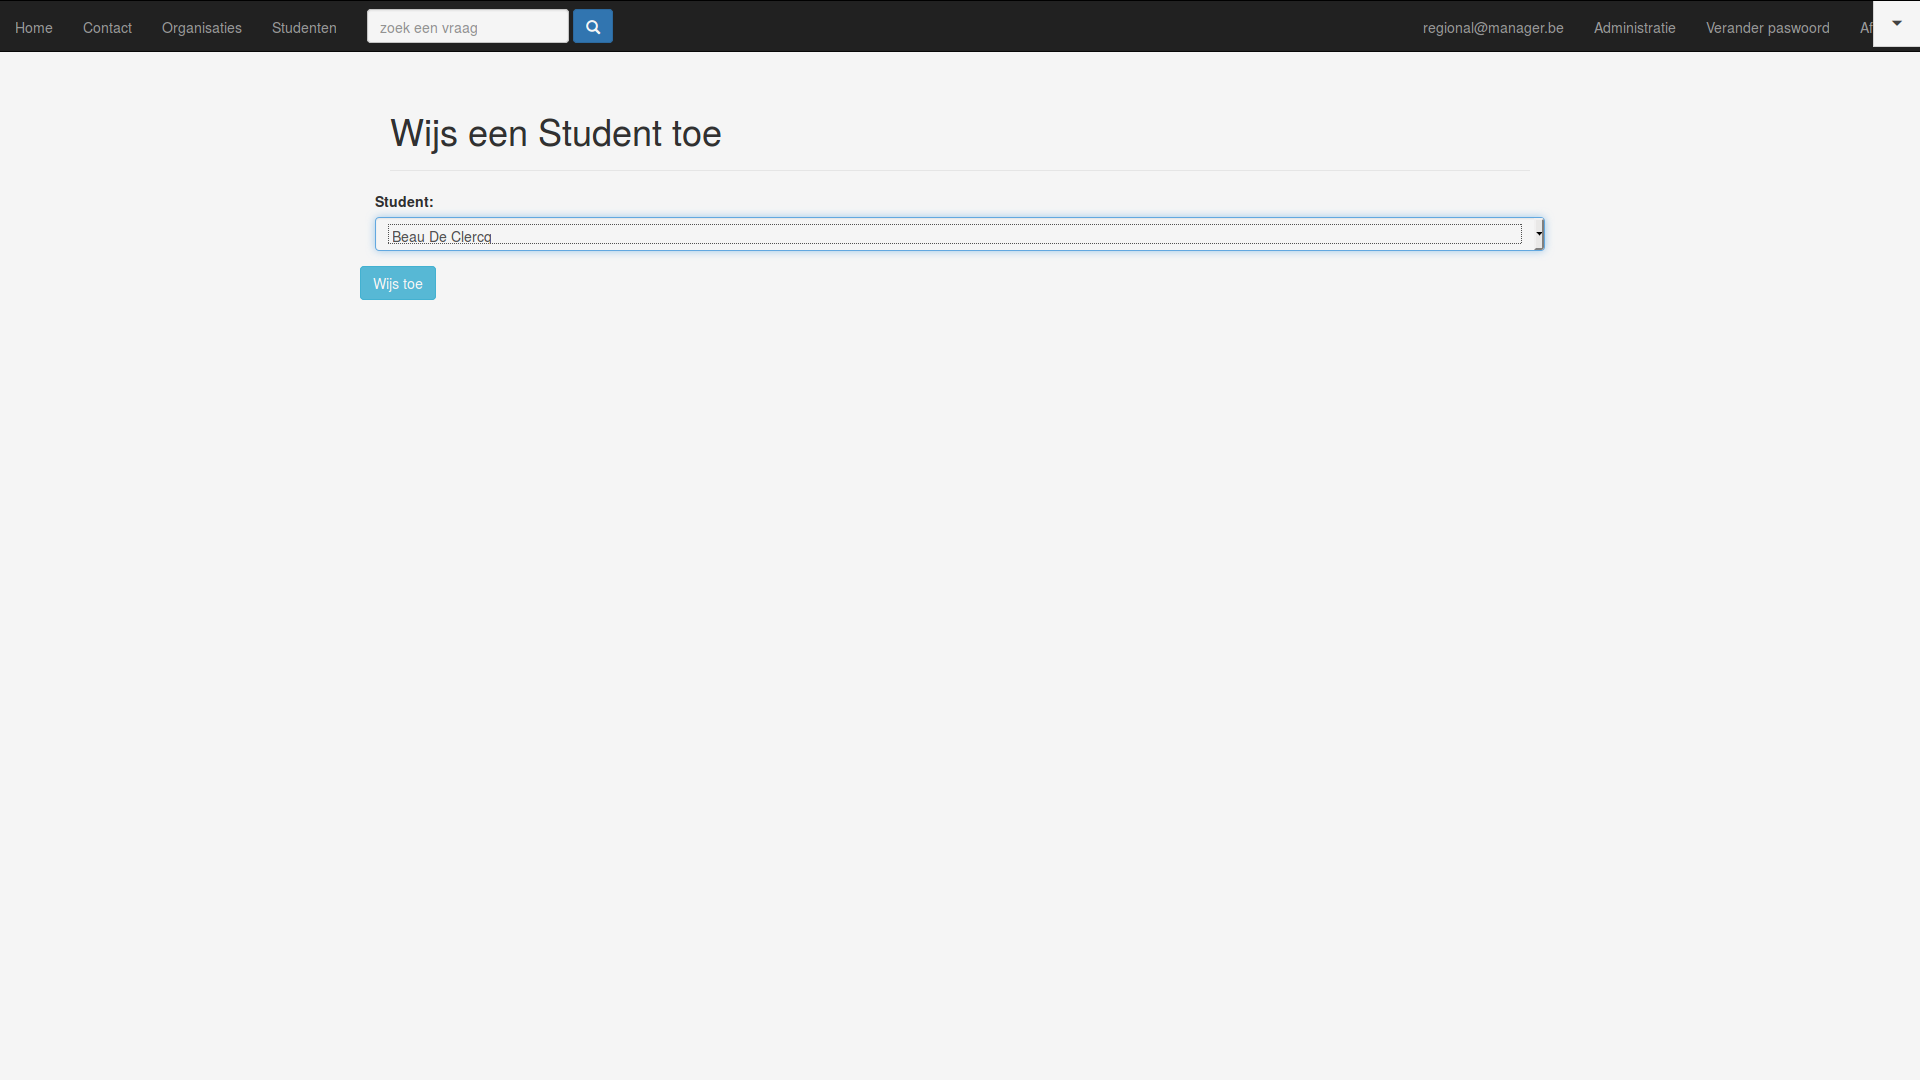 Home Contact Organisaties Studenten zoek een vraag regional@manager.be Administratie Verander paswoord Af
Wijs een Student toe
Student:
Beau De Clercq
Wijs toe